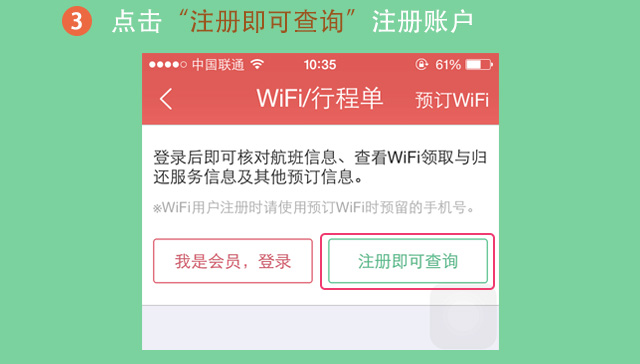 3 点击“注册即可查询”注册账户
中国联通 10:35 61%
WiFi/行程单 预订WiFi
登录后即可核对航班信息、查看WiFi领取与归
还服务信息及其他预订信息。
※WiFi用户注册时请使用预订WiFi时预留的手机号。
我是会员，登录 注册即可查询